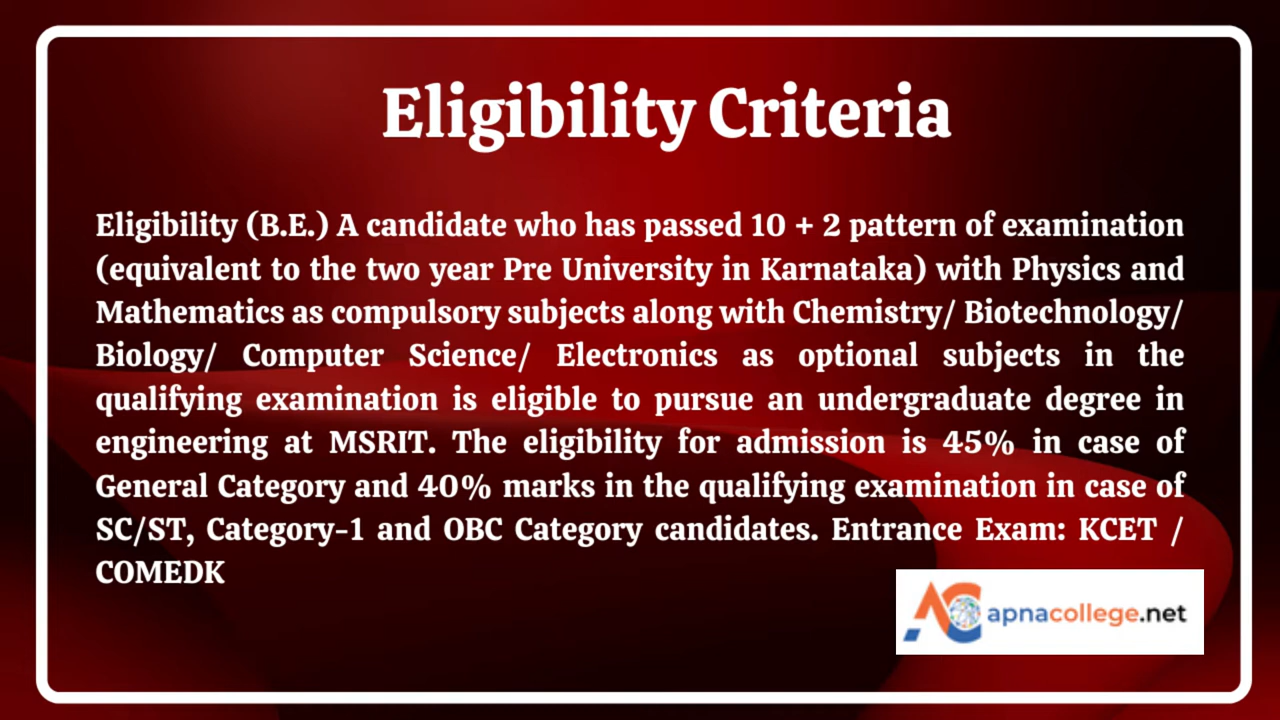 Eligibility Criteria
Eligibility (B.E.) A candidate who has passed 10 + 2 pattern of examination
(equivalent to the two year Pre University in Karnataka) with Physics and
Mathematics as compulsory subjects along with Chemistry/ Biotechnology/
Biology/ Computer Science/ Electronics as optional subjects in the
qualifying examination is eligible to pursue an undergraduate degree in
engineering at MSRIT. The eligibility for admission is 45% in case of
General Category and 40% marks in the qualifying examination in case of
SC/ST, Category-1 and OBC Category candidates. Entrance Exam: KCET /
COMEDK
AC apnacollege.net